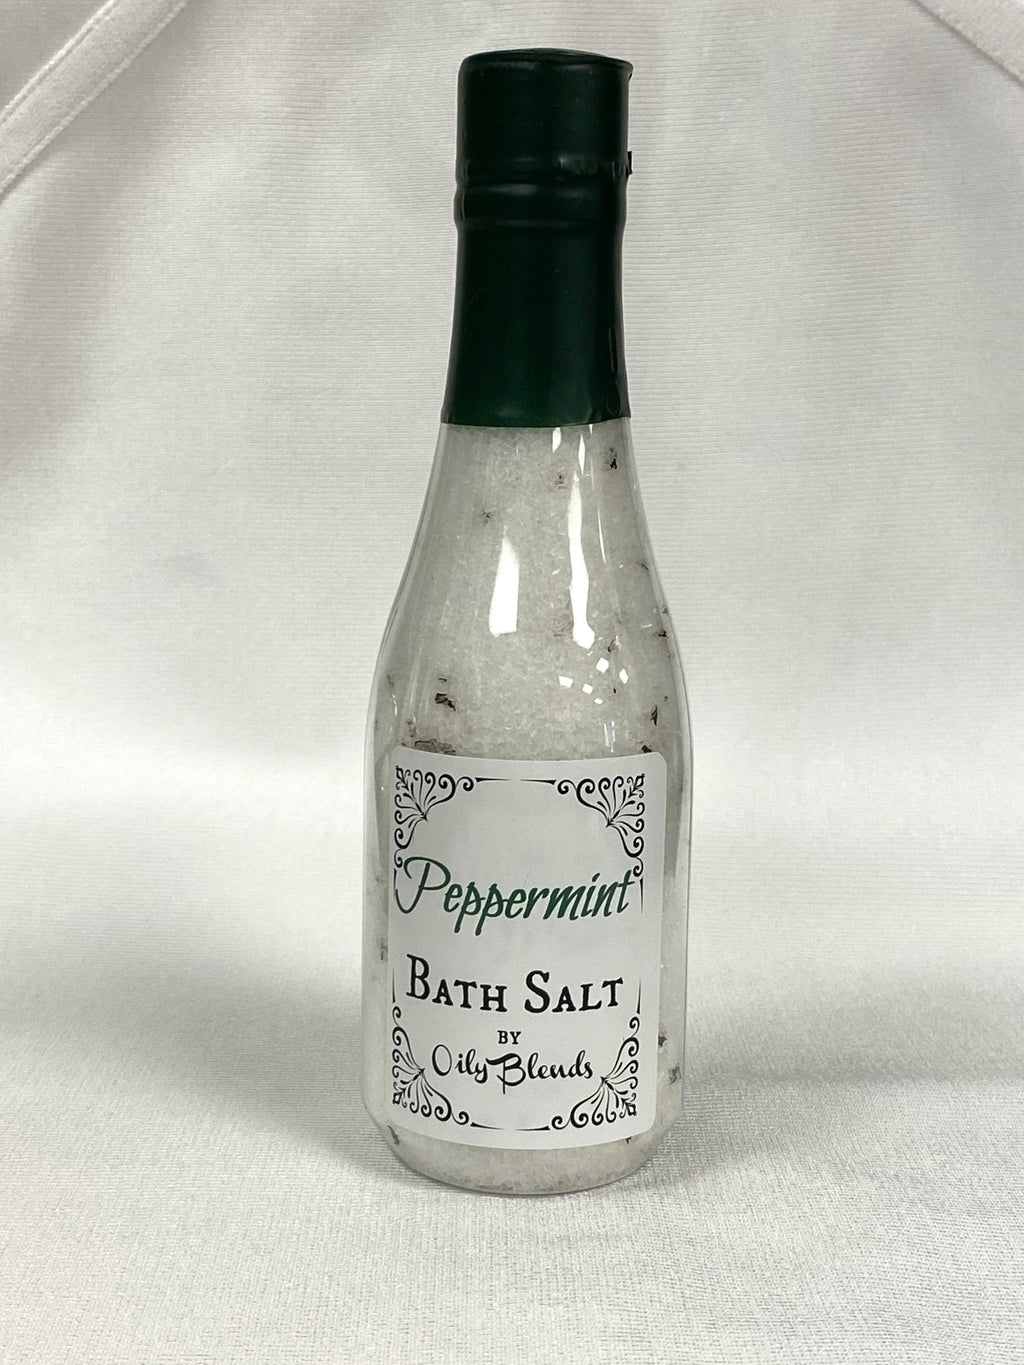 Peppermint
BATH SALT
BY
Oily Blends